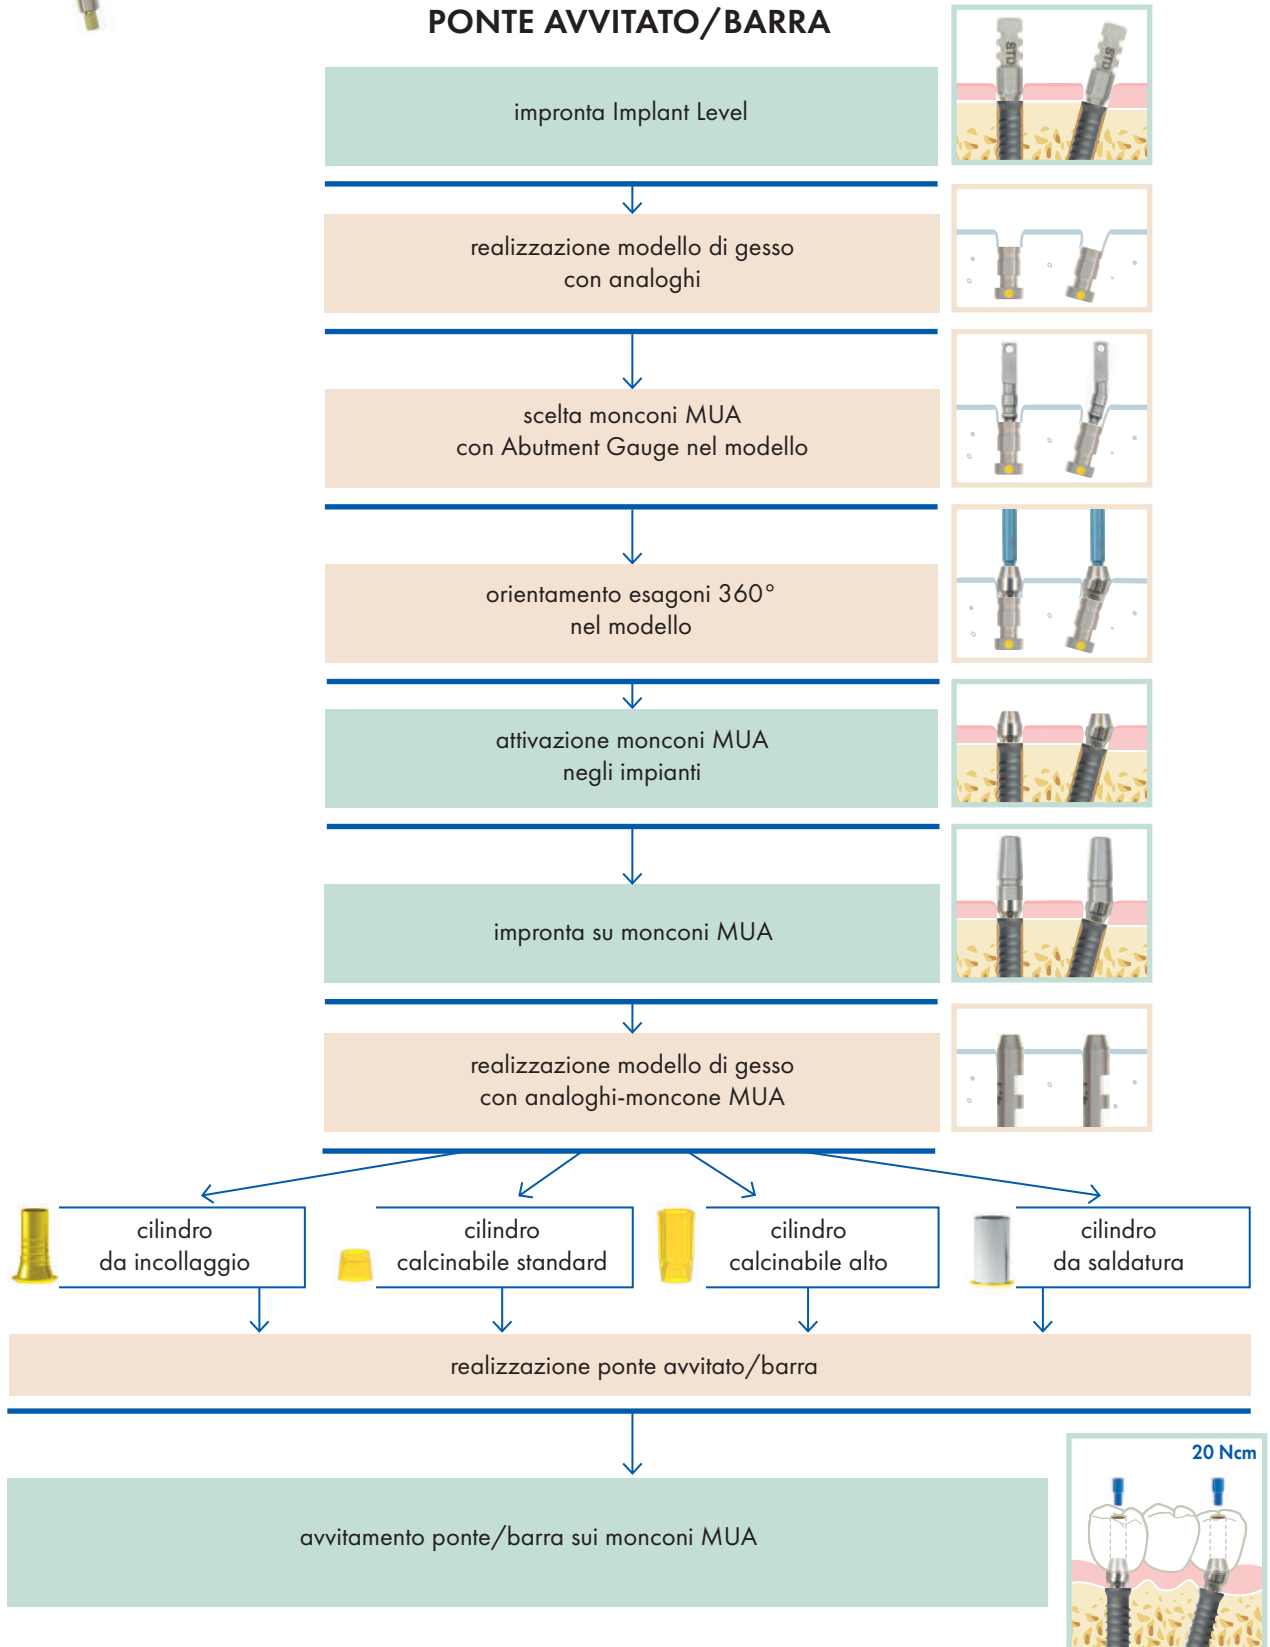 PONTE AVVITATO/BARRA
impronta Implant Level
STD
STD
realizzazione modello di gesso
con analoghi
scelta monconi MUA
con Abutment Gauge nel modello
orientamento esagoni 360°
nel modello
attivazione monconi MUA
negli impianti
impronta su monconi MUA
realizzazione modello di gesso
con analoghi-moncone MUA
cilindro
da incollaggio
cilindro
calcinabile standard
cilindro
calcinabile alto
cilindro
da saldatura
realizzazione ponte avvitato/barra
20 Ncm
avvitamento ponte/barra sui monconi MUA